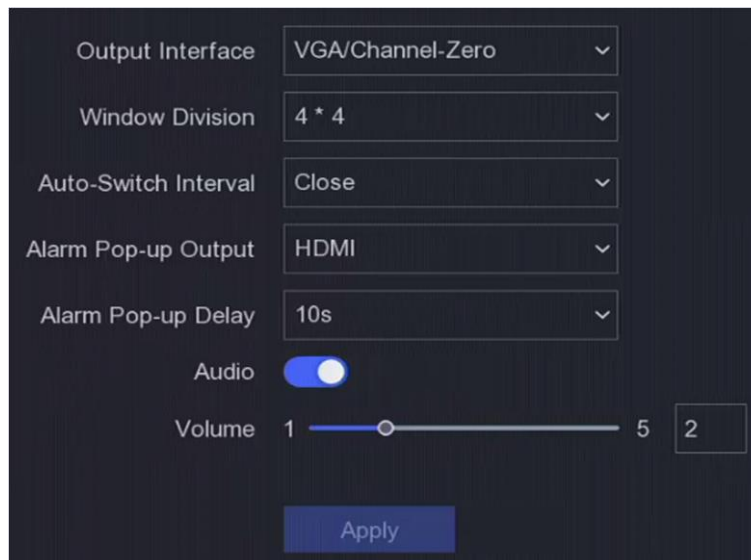 Output Interface VGA/Channel-Zero
Window Division 4 * 4
Auto-Switch Interval Close
Alarm Pop-up Output HDMI
Alarm Pop-up Delay 10s
Audio
Volume 1 5 2
Apply